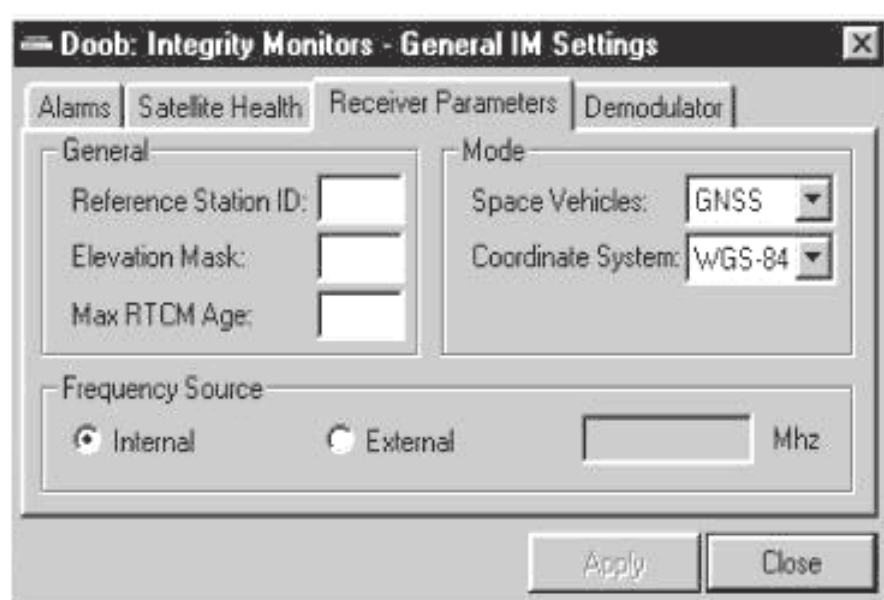 Doob: Integrity Monitors - General IM Settings
Alarms Satellite Health Receiver Parameters Demodulator
General
Reference Station ID:
Elevation Mask:
Max RTCM Age:
Mode
Space Vehicles: GNSS
Coordinate System: WGS-84
Frequency Source
Internal External Mhz
Apply Close